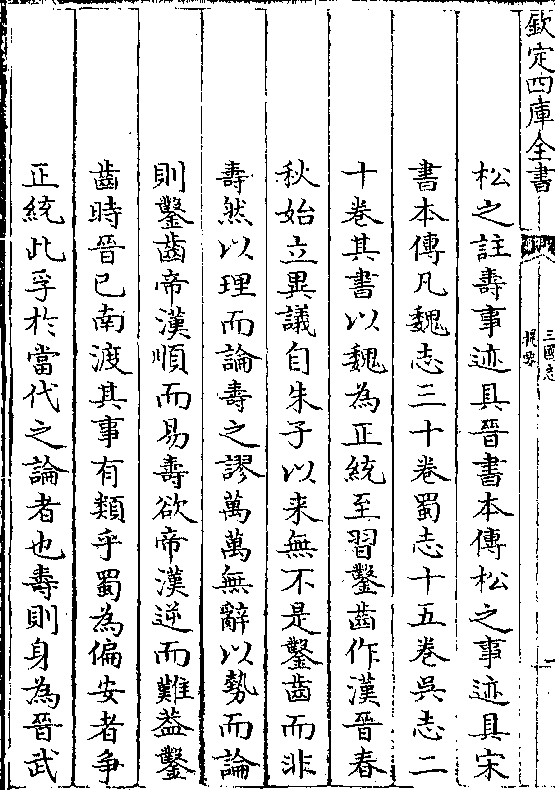 欽定四庫全書
三國志
提要
一
松之註壽事迹具晉書本傳松之事迹具宋
書本傳凡魏志三十卷蜀志十五卷吳志二
十卷其書以魏為正統至習鑿齒作漢晉春
秋始立異議自朱子以来無不是鑿齒而非
壽然以理而論壽之謬萬萬無辭以勢而論
則鑿齒帝漢順而易壽欲帝漢逆而難葢鑿
齒時晉已南渡其事有類乎蜀為偏安者争
正統此孚於當代之論者也壽則身為晉武